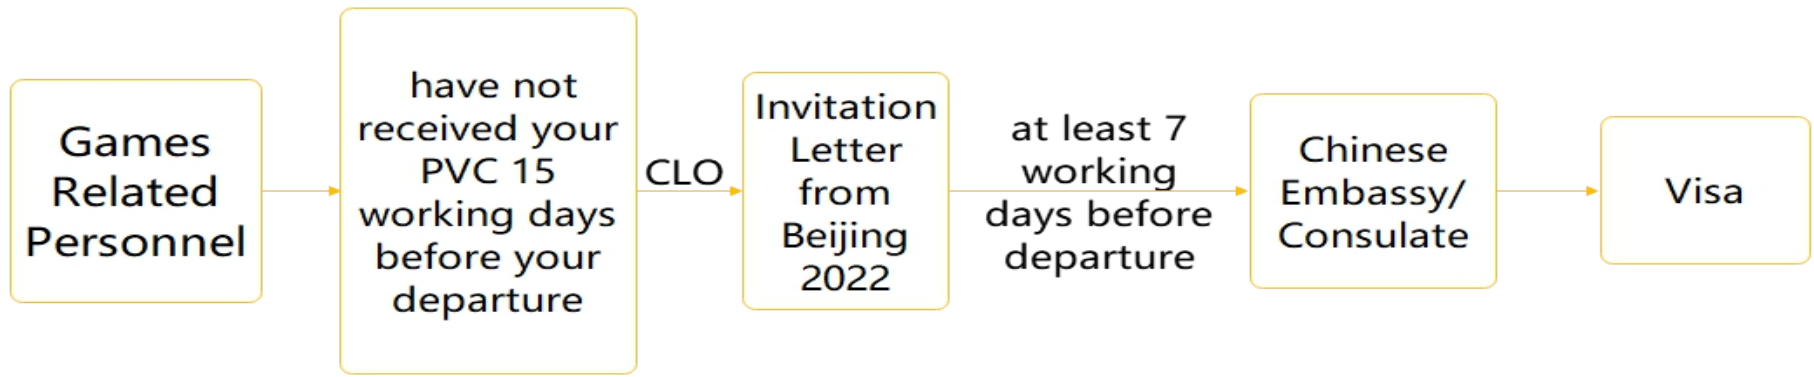 Games
Related
Personnel
have not
received your
PVC 15
working days
before your
departure
CLO
Invitation
Letter
from
Beijing
2022
at least 7
working
days before
departure
Chinese
Embassy/
Consulate
Visa